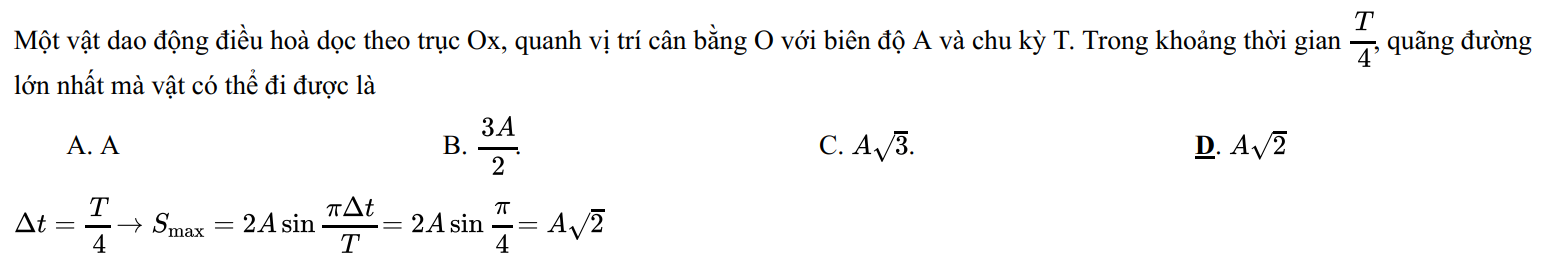 Một vật dao động điều hoà dọc theo trục Ox, quanh vị trí cân bằng O với biên độ A và chu kỳ T. Trong khoảng thời gian $\frac{T}{4}$, quãng đường
lớn nhất mà vật có thể đi được là
A. A B. $\frac{3A}{2}$. C. $A\sqrt{3}$. D. $A\sqrt{2}$
$\Delta t = \frac{T}{4} \rightarrow S_{\max} = 2A \sin \frac{\pi \Delta t}{T} = 2A \sin \frac{\pi}{4} = A\sqrt{2}$